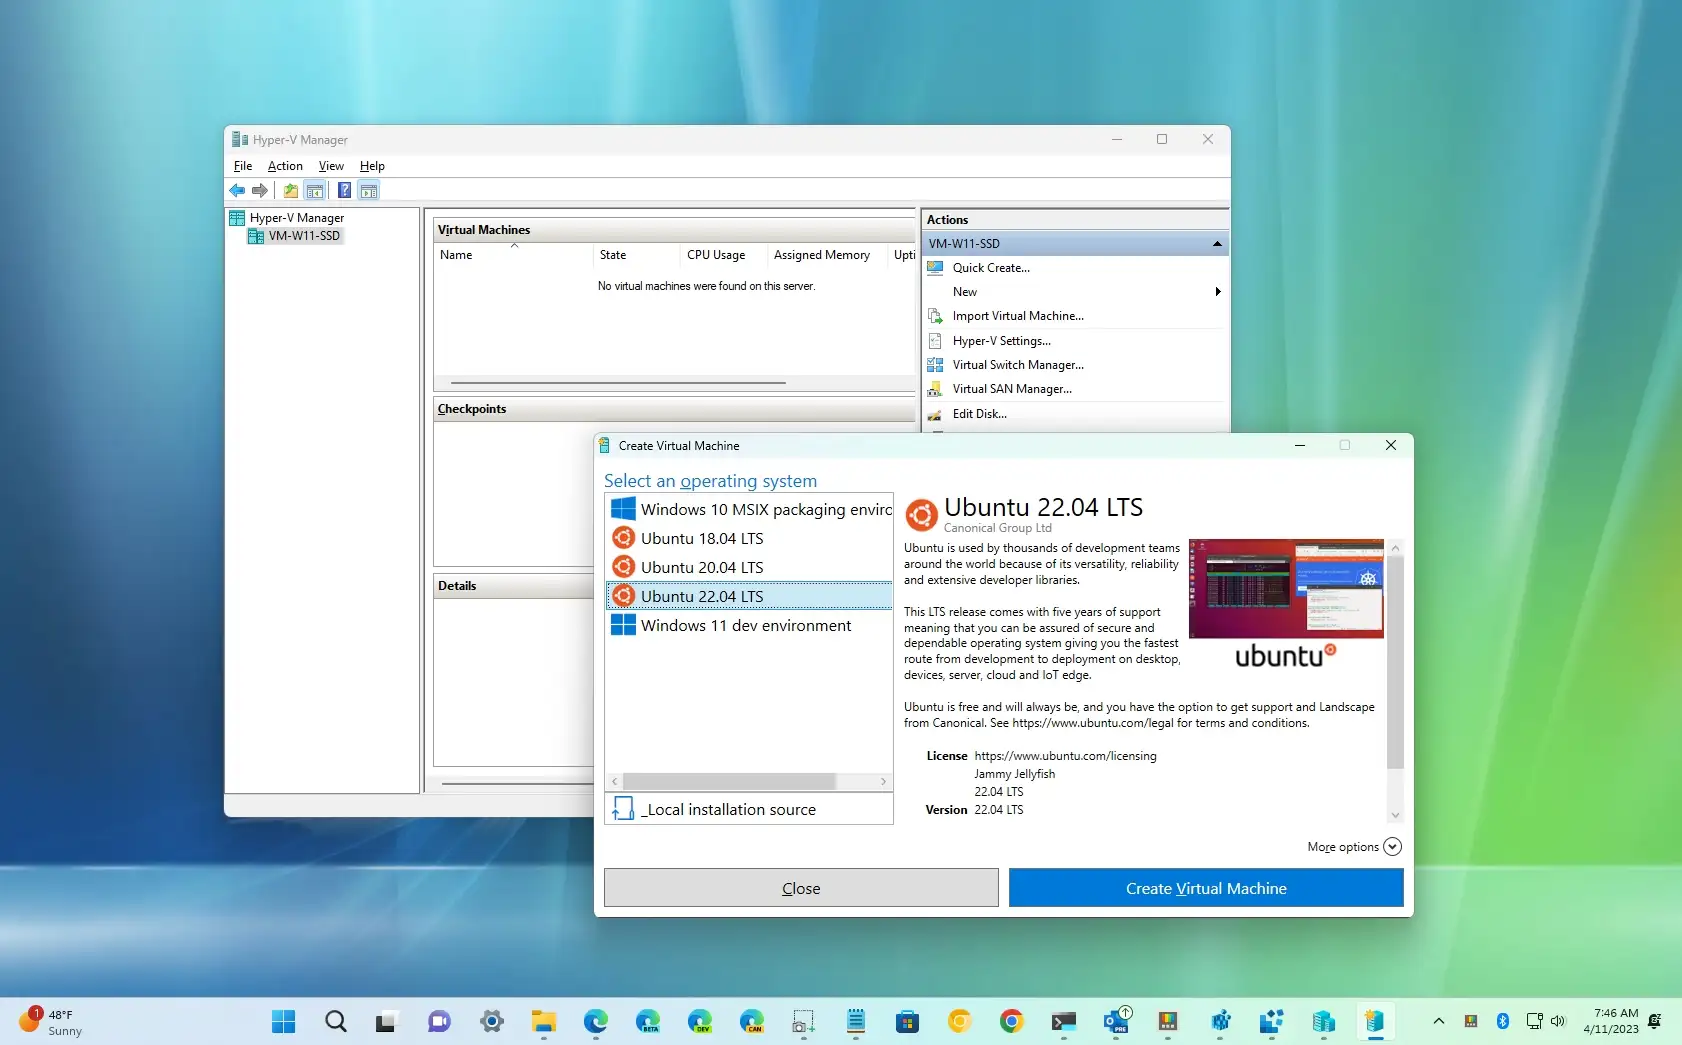 Hyper-V Manager
File Action View Help
Hyper-V Manager
VM-W11-SSD
Virtual Machines
Name State CPU Usage Assigned Memory Upti
No virtual machines were found on this server.
Checkpoints
Details
Actions
VM-W11-SSD
Quick Create...
New
Import Virtual Machine...
Hyper-V Settings...
Virtual Switch Manager...
Virtual SAN Manager...
Edit Disk...
Create Virtual Machine
Select an operating system
Windows 10 MSIX packaging enviro
Ubuntu 18.04 LTS
Ubuntu 20.04 LTS
Ubuntu 22.04 LTS
Windows 11 dev environment
_Local installation source
Ubuntu 22.04 LTS
Canonical Group Ltd
Ubuntu is used by thousands of development teams
around the world because of its versatility, reliability
and extensive developer libraries.
This LTS release comes with five years of support
meaning that you can be assured of secure and
dependable operating system giving you the fastest
route from development to deployment on desktop,
devices, server, cloud and IoT edge.
ubuntu
Ubuntu is free and will always be, and you have the option to get support and Landscape
from Canonical. See https://www.ubuntu.com/legal for terms and conditions.
License https://www.ubuntu.com/licensing
Jammy Jellyfish
22.04 LTS
Version 22.04 LTS
More options
Close
Create Virtual Machine
1
48°F
Sunny
BETA
DEV
CAN
PRE
7:46 AM
4/11/2023